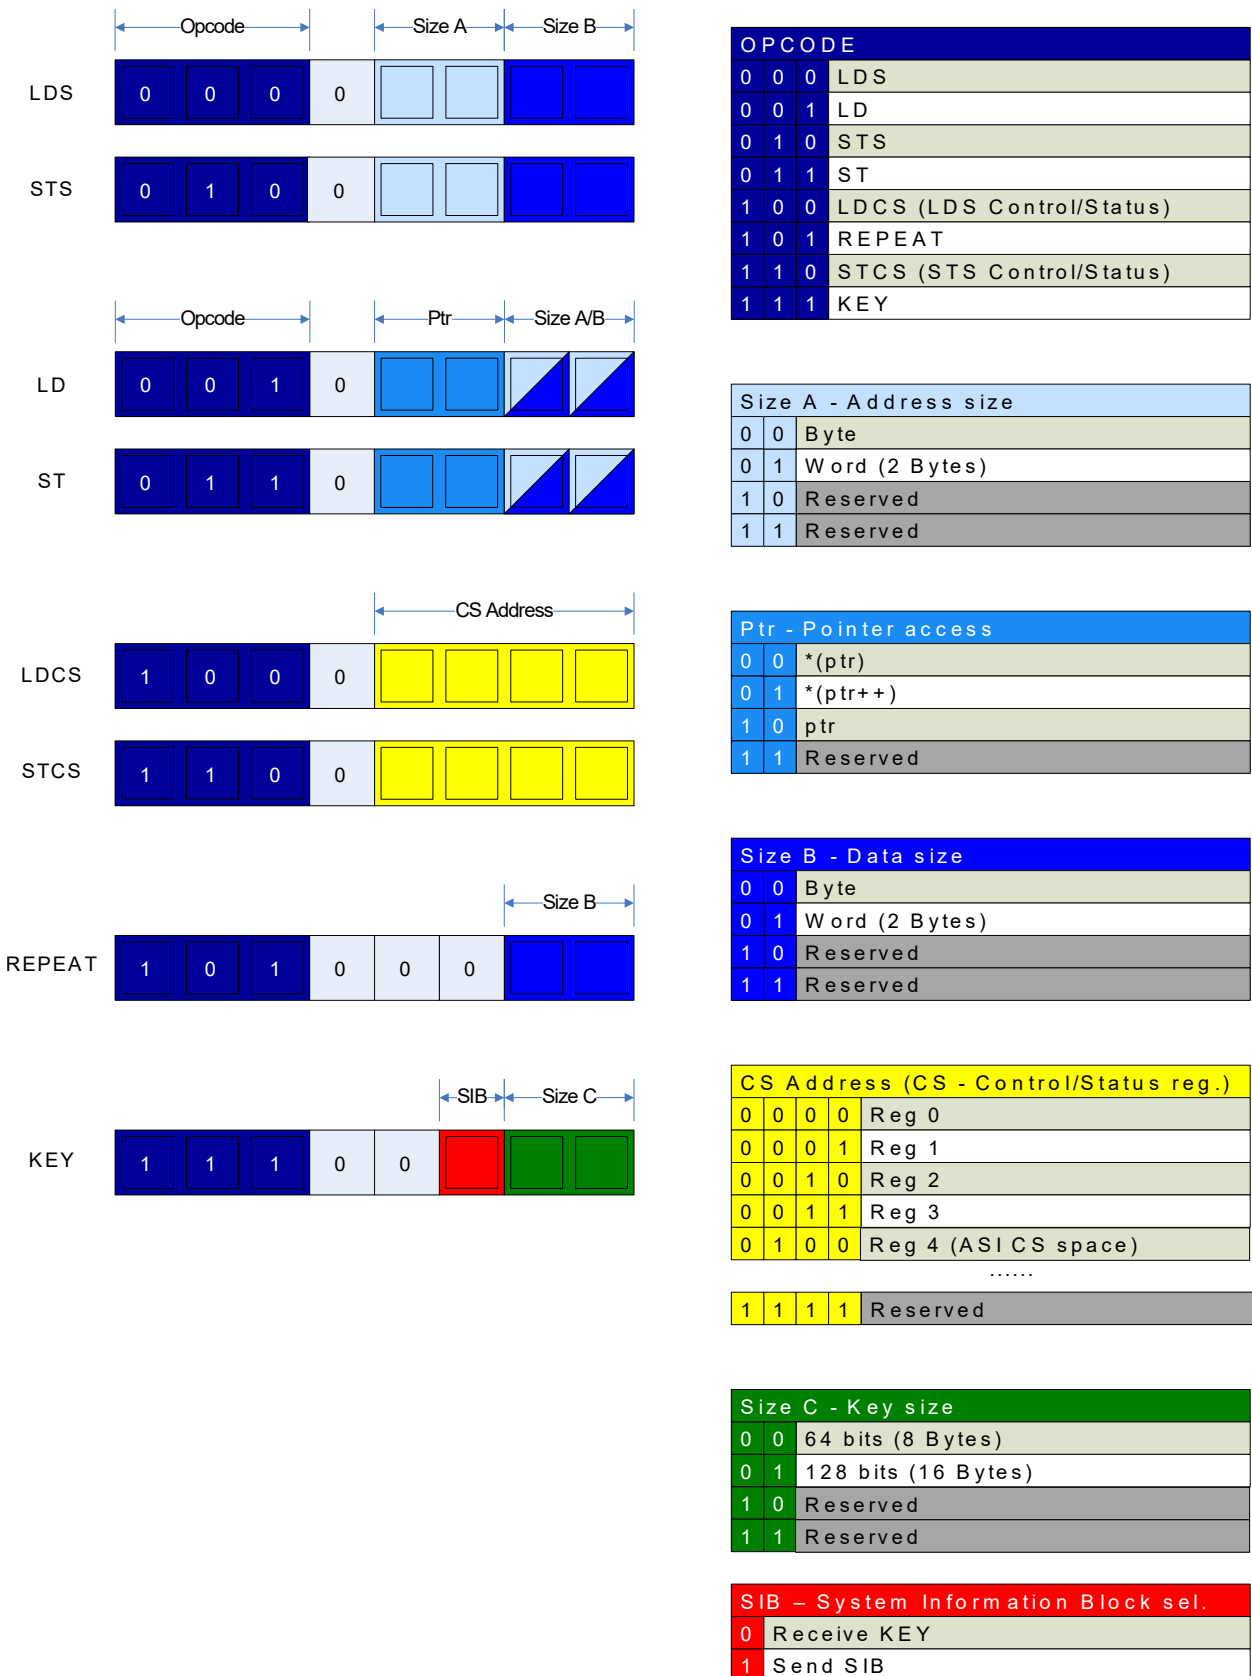 Opcode Size A Size B
LDS 0 0 0 0
STS 0 1 0 0
Opcode Ptr Size A/B
LD 0 0 1 0
ST 0 1 1 0
CS Address
LDCS 1 0 0 0
STCS 1 1 0 0
Size B
REPEAT 1 0 1 0 0 0
SIB Size C
KEY 1 1 1 0 0
OPCODE
0 0 0 LDS
0 0 1 LD
0 1 0 STS
0 1 1 ST
1 0 0 LDCS (LDS Control/Status)
1 0 1 REPEAT
1 1 0 STCS (STS Control/Status)
1 1 1 KEY
Size A - Address size
0 0 Byte
0 1 Word (2 Bytes)
1 0 Reserved
1 1 Reserved
Ptr - Pointer access
0 0 *(ptr)
0 1 *(ptr++)
1 0 ptr
1 1 Reserved
Size B - Data size
0 0 Byte
0 1 Word (2 Bytes)
1 0 Reserved
1 1 Reserved
CS Address (CS - Control/Status reg.)
0 0 0 0 Reg 0
0 0 0 1 Reg 1
0 0 1 0 Reg 2
0 0 1 1 Reg 3
0 1 0 0 Reg 4 (ASI CS space)
......
1 1 1 1 Reserved
Size C - Key size
0 0 64 bits (8 Bytes)
0 1 128 bits (16 Bytes)
1 0 Reserved
1 1 Reserved
SIB – System Information Block sel.
0 Receive KEY
1 Send SIB